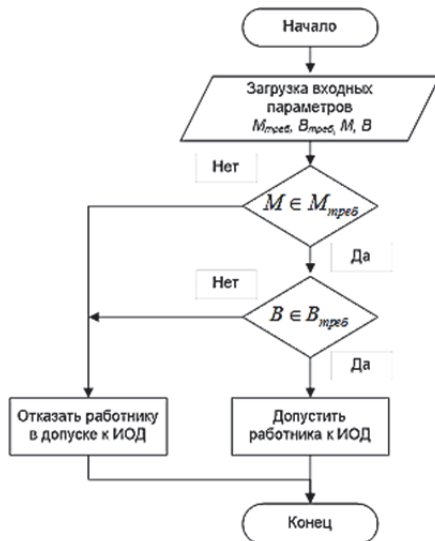 Начало
Загрузка входных
параметров
Mтреб, Bтреб, M, B
Нет
M ∈ Mтреб
Да
Нет
B ∈ Bтреб
Да
Отказать работнику
в допуске к ИОД
Допустить
работника к ИОД
Конец